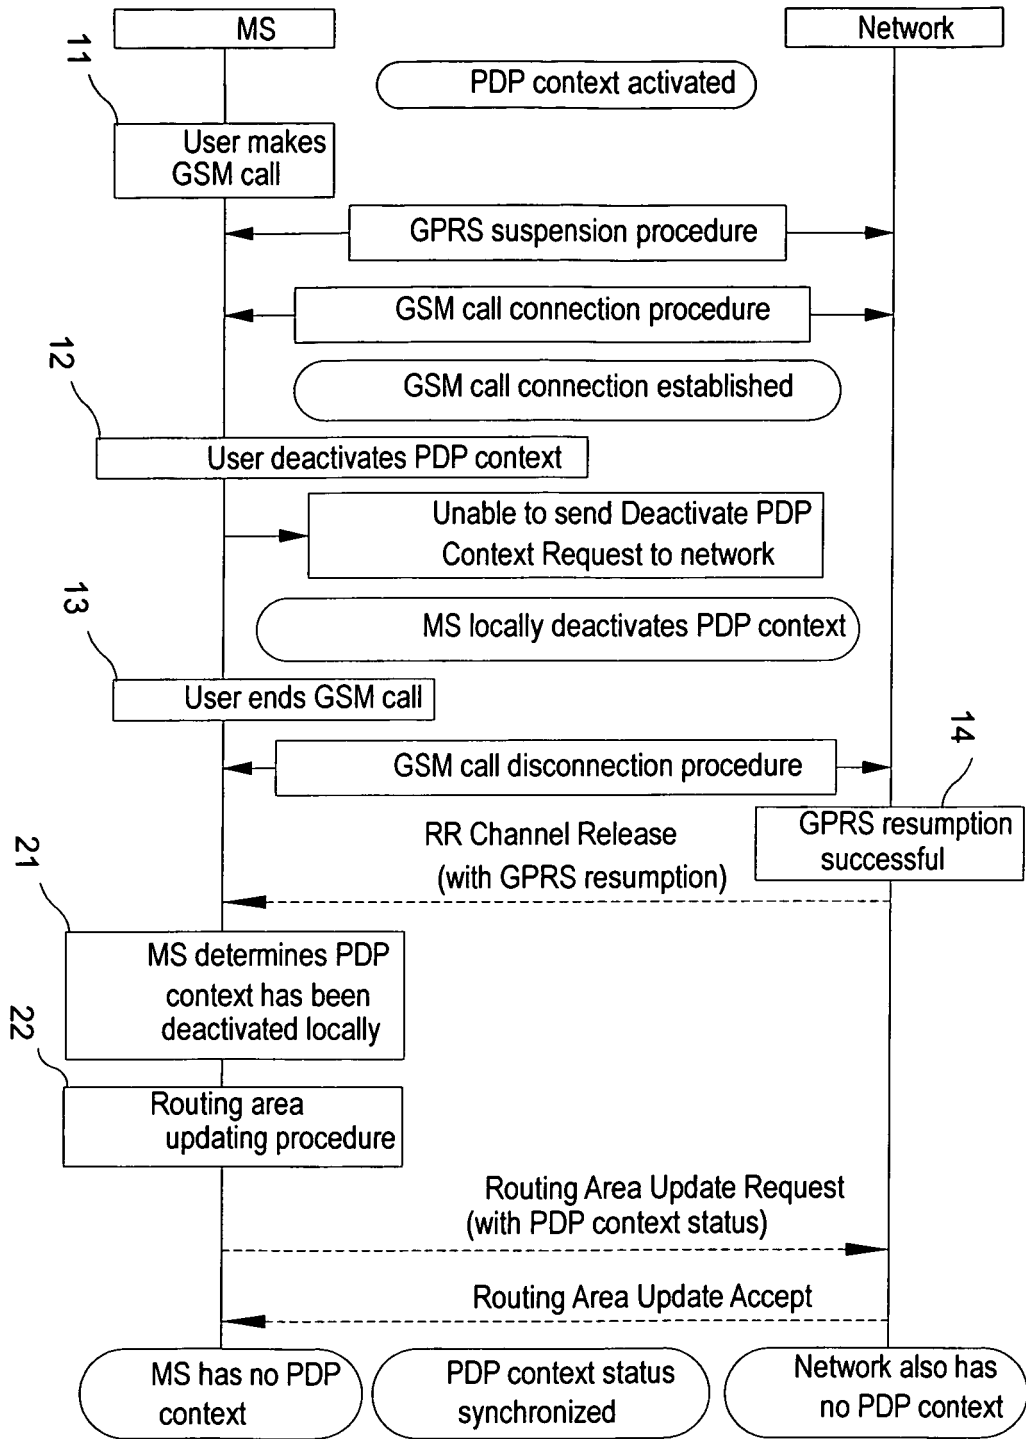 MS
Network
11
PDP context activated
User makes
GSM call
GPRS suspension procedure
GSM call connection procedure
12
GSM call connection established
User deactivates PDP context
Unable to send Deactivate PDP
Context Request to network
13
MS locally deactivates PDP context
User ends GSM call
14
GSM call disconnection procedure
GPRS resumption
successful
RR Channel Release
(with GPRS resumption)
21
MS determines PDP
context has been
deactivated locally
22
Routing area
updating procedure
Routing Area Update Request
(with PDP context status)
Routing Area Update Accept
MS has no PDP
context
PDP context status
synchronized
Network also has
no PDP context